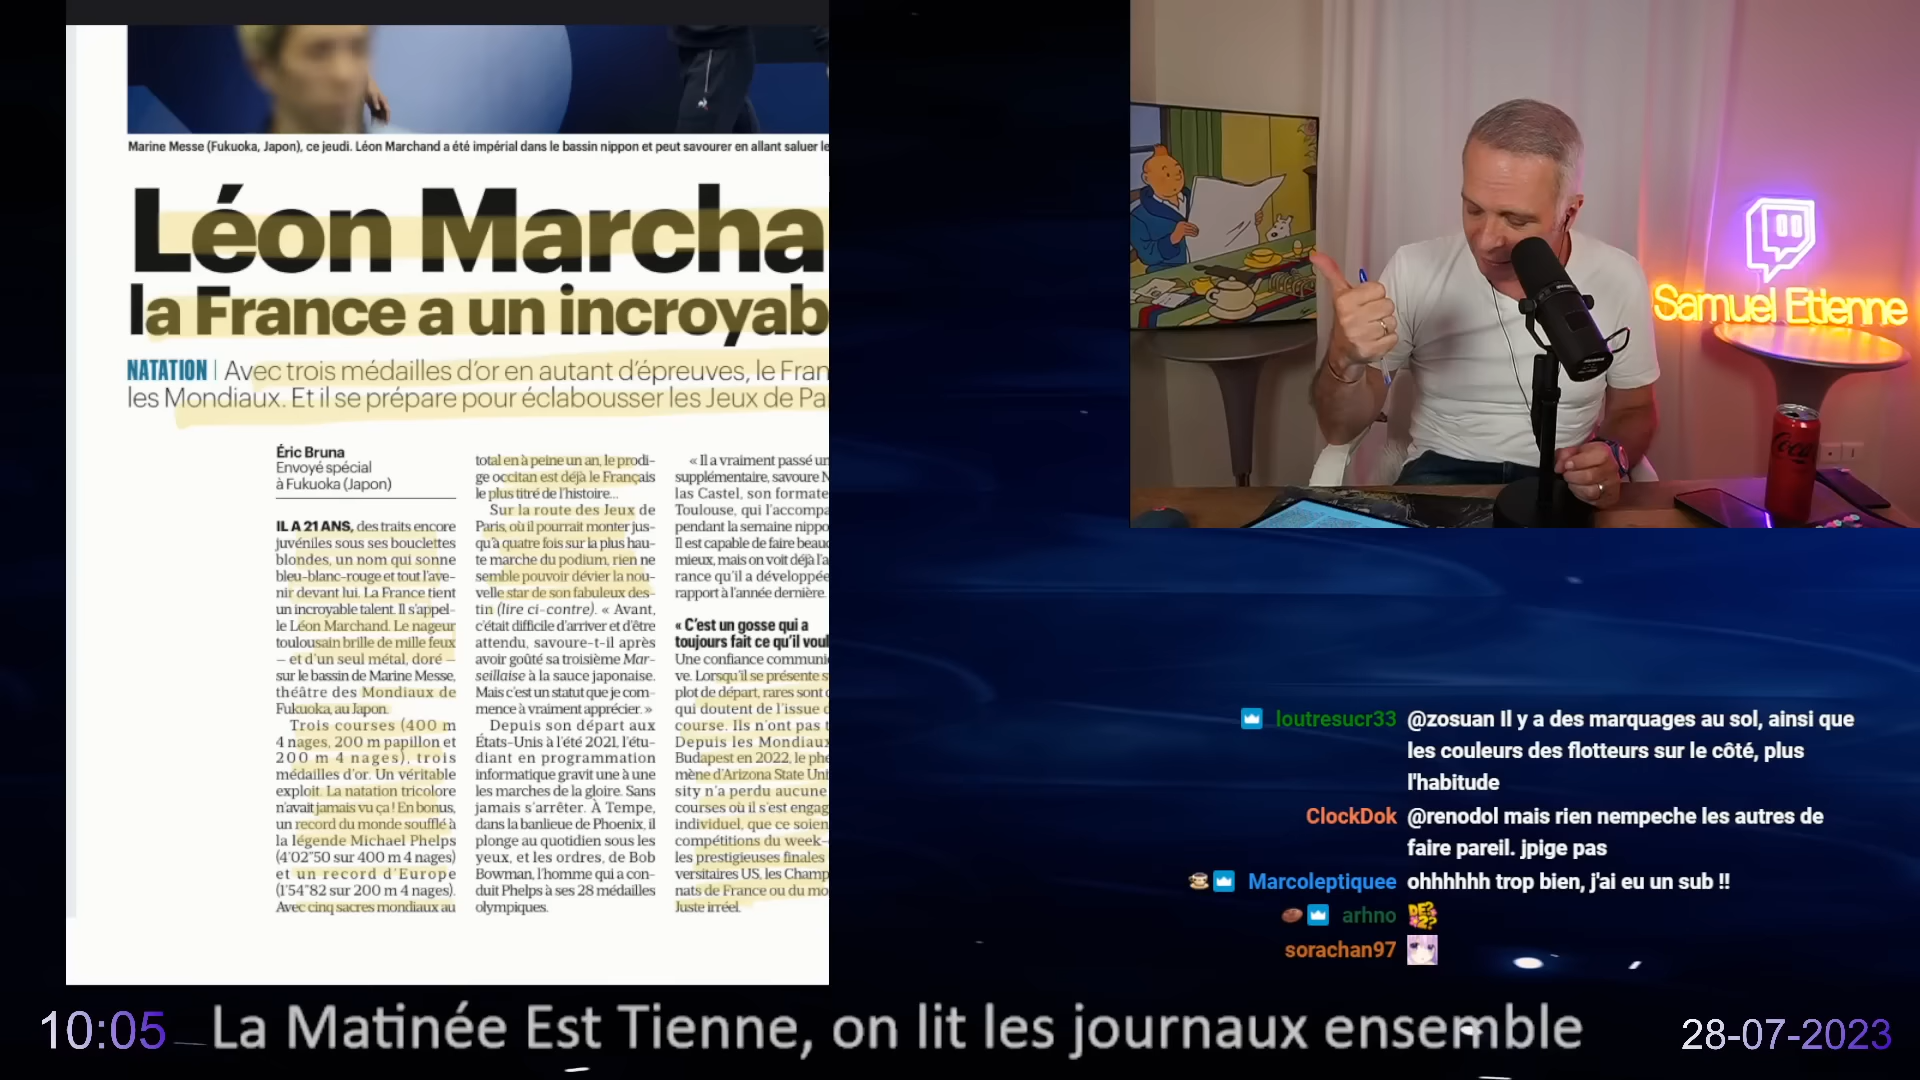 Marine Messe (Fukuoka, Japon), ce jeudi. Léon Marchand a été impérial dans le bassin nippon et peut savourer en allant saluer le
Léon Marcha
la France a un incroyab
NATATION | Avec trois médailles d'or en autant d'épreuves, le Fran
les Mondiaux. Et il se prépare pour éclabousser les Jeux de Pa
Éric Bruna
Envoyé spécial
à Fukuoka (Japon)
IL A 21 ANS, des traits encore
juvéniles sous ses bouclettes
blondes, un nom qui sonne
bleu-blanc-rouge et tout l'ave-
nir devant lui. La France tient
un incroyable talent. Il s'appel-
le Léon Marchand. Le nageur
toulousain brille de mille feux
– et d'un seul métal, doré –
sur le bassin de Marine Messe,
théâtre des Mondiaux de
Fukuoka, au Japon.
Trois courses (400 m
4 nages, 200 m papillon et
200 m 4 nages), trois
médailles d'or. Un véritable
exploit. La natation tricolore
n'avait jamais vu ça ! En bonus,
un record du monde soufflé à
la légende Michael Phelps
(4'02''50 sur 400 m 4 nages)
et un record d'Europe
(1'54''82 sur 200 m 4 nages).
Avec cinq sacres mondiaux au
total en à peine un an, le prodi-
ge occitan est déjà le Français
le plus titré de l'histoire...
Sur la route des Jeux de
Paris, où il pourrait monter jus-
qu'à quatre fois sur la plus hau-
te marche du podium, rien ne
semble pouvoir dévier la nou-
velle star de son fabuleux des-
tin (lire ci-contre). « Avant,
c'était difficile d'arriver et d'être
attendu, savoure-t-il après
avoir goûté sa troisième Mar-
seillaise à la sauce japonaise.
Mais c'est un statut que je com-
mence à vraiment apprécier. »
Depuis son départ aux
États-Unis à l'été 2021, l'étu-
diant en programmation
informatique gravit une à une
les marches de la gloire. Sans
jamais s'arrêter. À Tempe,
dans la banlieue de Phoenix, il
plonge au quotidien sous les
yeux, et les ordres, de Bob
Bowman, l'homme qui a con-
duit Phelps à ses 28 médailles
olympiques.
« Il a vraiment passé un
supplémentaire, savoure N
las Castel, son formate
Toulouse, qui l'accompa
pendant la semaine nippo
Il est capable de faire beauc
mieux, mais on voit déjà l'a
rance qu'il a développée
rapport à l'année dernière.
« C'est un gosse qui a
toujours fait ce qu'il voul
Une confiance communi
ve. Lorsqu'il se présente s
plot de départ, rares sont c
qui doutent de l'issue d
course. Ils n'ont pas t
Depuis les Mondiaux
Budapest en 2022, le phé
mène d'Arizona State Uni
sity n'a perdu aucune
courses où il s'est engag
individuel, que ce soien
compétitions du week-
les prestigieuses finales
versitaires US, les Champ
nats de France ou du mo
Juste irréel.
Samuel Etienne
loutresucr33 @zosuan Il y a des marquages au sol, ainsi que
les couleurs des flotteurs sur le côté, plus
l'habitude
ClockDok @renodol mais rien nempeche les autres de
faire pareil. jpige pas
Marcoleptiquee ohhhhhh trop bien, j'ai eu un sub !!
arhno
sorachan97
10:05 La Matinée Est Tienne, on lit les journaux ensemble 28-07-2023